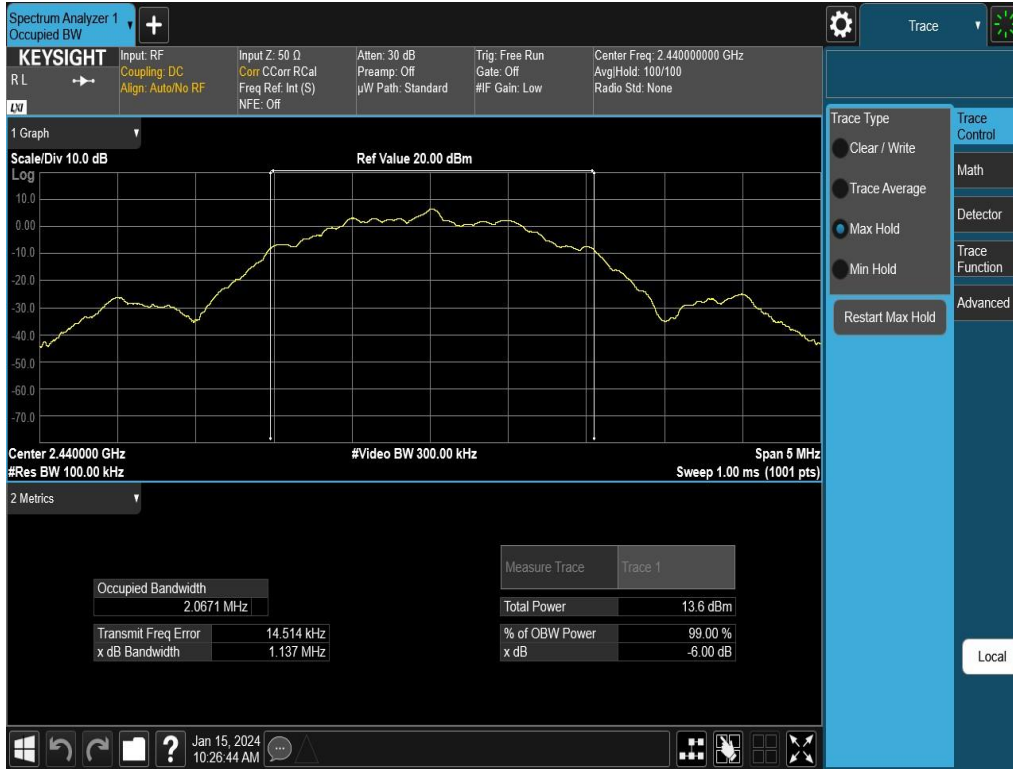 Spectrum Analyzer 1
Occupied BW
Trace
KEYSIGHT
R L
LXI
Input: RF
Coupling: DC
Align: Auto/No RF
Input Z: 50 Ω
Corr CCorr RCal
Freq Ref: Int (S)
NFE: Off
Atten: 30 dB
Preamp: Off
µW Path: Standard
Trig: Free Run
Gate: Off
#IF Gain: Low
Center Freq: 2.440000000 GHz
Avg|Hold: 100/100
Radio Std: None
1 Graph
Scale/Div 10.0 dB
Ref Value 20.00 dBm
Log
10.0
0.00
-10.0
-20.0
-30.0
-40.0
-50.0
-60.0
-70.0
Center 2.440000 GHz
#Video BW 300.00 kHz
Span 5 MHz
#Res BW 100.00 kHz
Sweep 1.00 ms (1001 pts)
2 Metrics
Measure Trace
Trace 1
Occupied Bandwidth
2.0671 MHz
Total Power
13.6 dBm
Transmit Freq Error
14.514 kHz
% of OBW Power
99.00 %
x dB Bandwidth
1.137 MHz
x dB
-6.00 dB
Trace Type
Clear / Write
Trace Average
Max Hold
Min Hold
Restart Max Hold
Trace
Control
Math
Detector
Trace
Function
Advanced
Local
?
Jan 15, 2024
10:26:44 AM